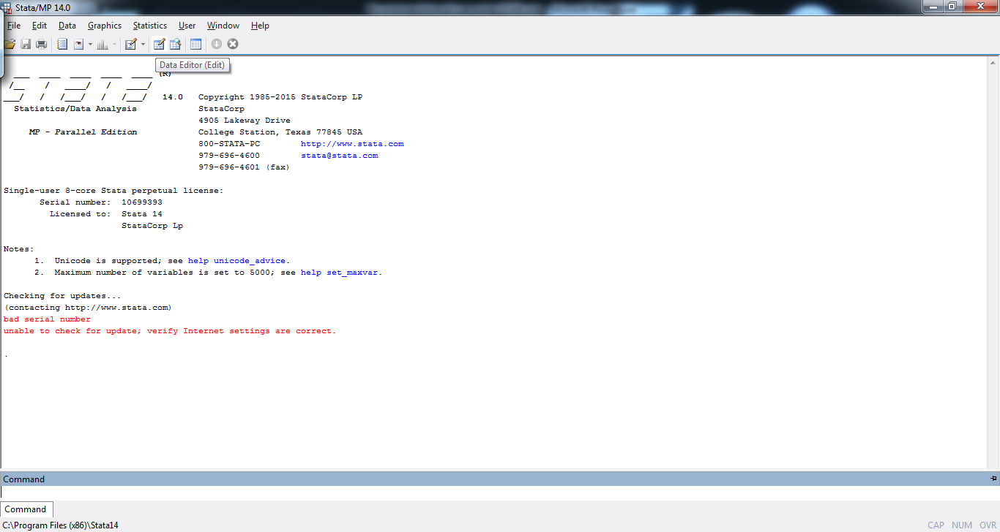 Stata/MP 14.0
File Edit Data Graphics Statistics User Window Help
Data Editor (Edit)
(R)
14.0 Copyright 1985-2015 StataCorp LP
Statistics/Data Analysis StataCorp
4905 Lakeway Drive
MP - Parallel Edition College Station, Texas 77845 USA
800-STATA-PC http://www.stata.com
979-696-4600 stata@stata.com
979-696-4601 (fax)
Single-user 8-core Stata perpetual license:
Serial number: 10699393
Licensed to: Stata 14
StataCorp Lp
Notes:
1. Unicode is supported; see help unicode_advice.
2. Maximum number of variables is set to 5000; see help set_maxvar.
Checking for updates...
(contacting http://www.stata.com)
bad serial number
unable to check for update; verify Internet settings are correct.
.
Command
Command
C:\Program Files (x86)\Stata14 CAP NUM OVR